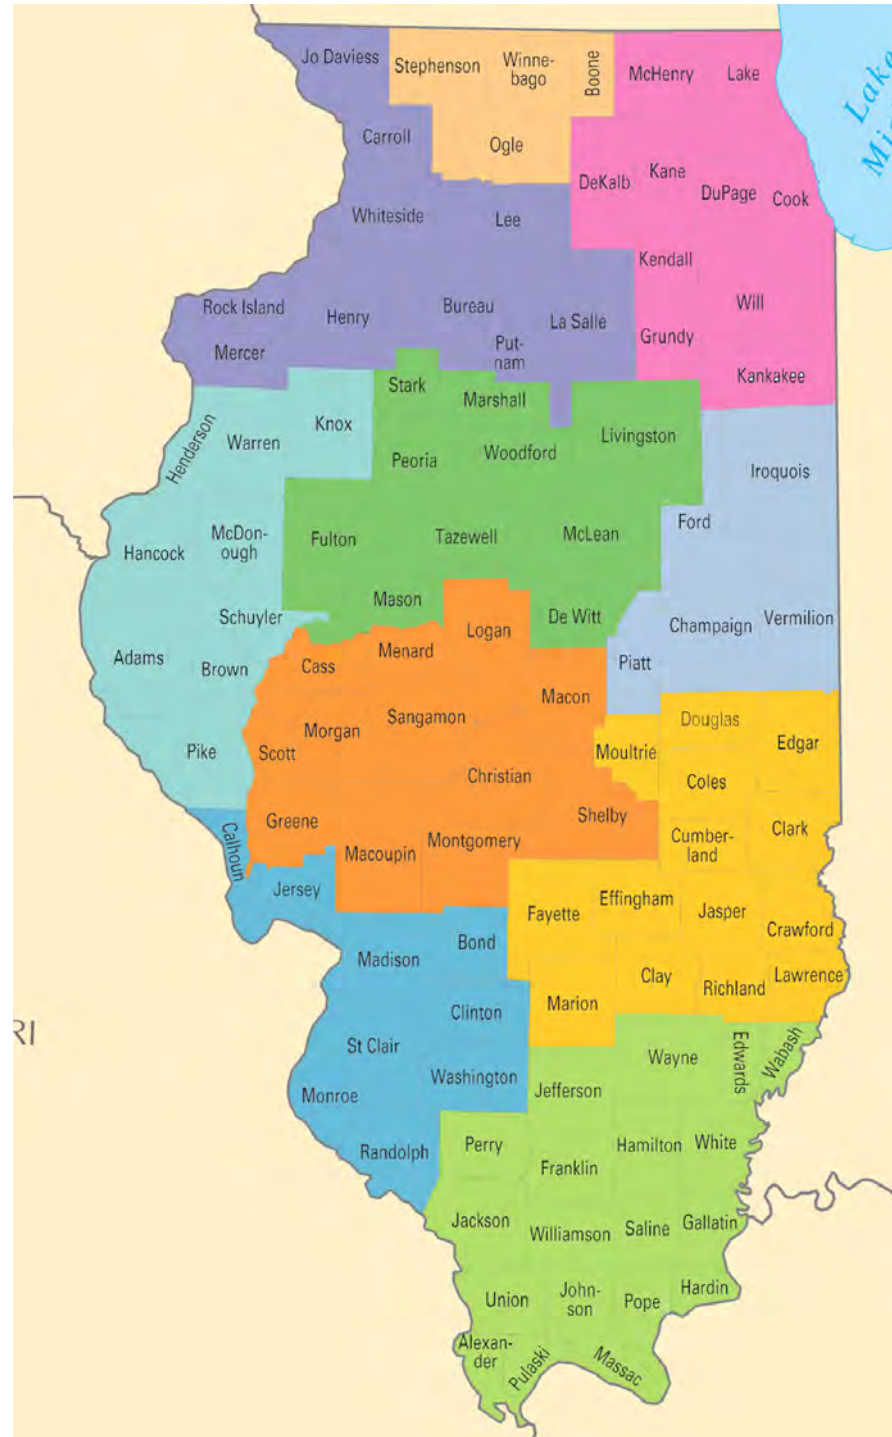 Jo Daviess
Stephenson
Winne-
bago
Boone
McHenry
Lake
Lake
Mi
Carroll
Ogle
DeKalb
Kane
DuPage
Cook
Whiteside
Lee
Kendall
Rock Island
Henry
Bureau
La Salle
Will
Mercer
Put-
nam
Grundy
Kankakee
Stark
Marshall
Henderson
Warren
Knox
Peoria
Woodford
Livingston
Iroquois
Hancock
McDon-
ough
Fulton
Tazewell
McLean
Ford
Schuyler
Mason
Logan
De Witt
Champaign
Vermilion
Adams
Brown
Cass
Menard
Piatt
Macon
Pike
Scott
Morgan
Sangamon
Moultrie
Douglas
Edgar
Christian
Coles
Calhoun
Greene
Shelby
Macoupin
Montgomery
Cumber-
land
Clark
Jersey
Fayette
Effingham
Jasper
Crawford
Madison
Bond
Clay
Richland
Lawrence
Marion
Clinton
RI
St Clair
Wayne
Edwards
Wabash
Monroe
Washington
Jefferson
Randolph
Perry
Hamilton
White
Franklin
Jackson
Williamson
Saline
Gallatin
Union
John-
son
Pope
Hardin
Alexan-
der
Pulaski
Massac